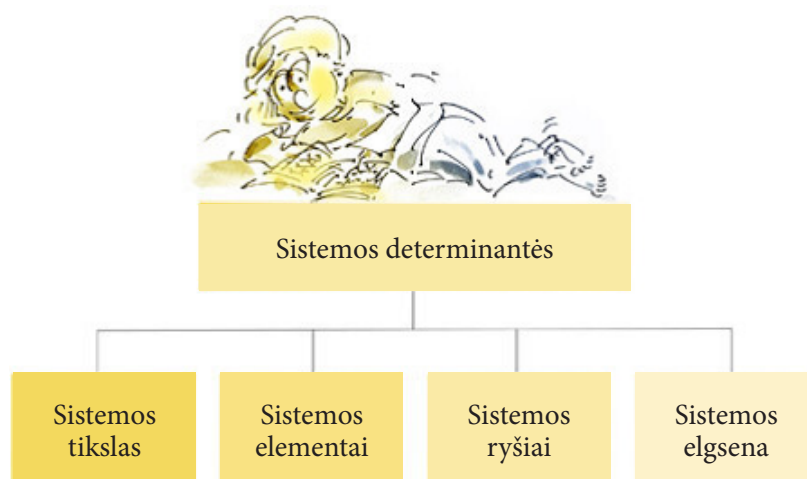 Sistemos determinantės
Sistemos
tikslas
Sistemos
elementai
Sistemos
ryšiai
Sistemos
elgsena